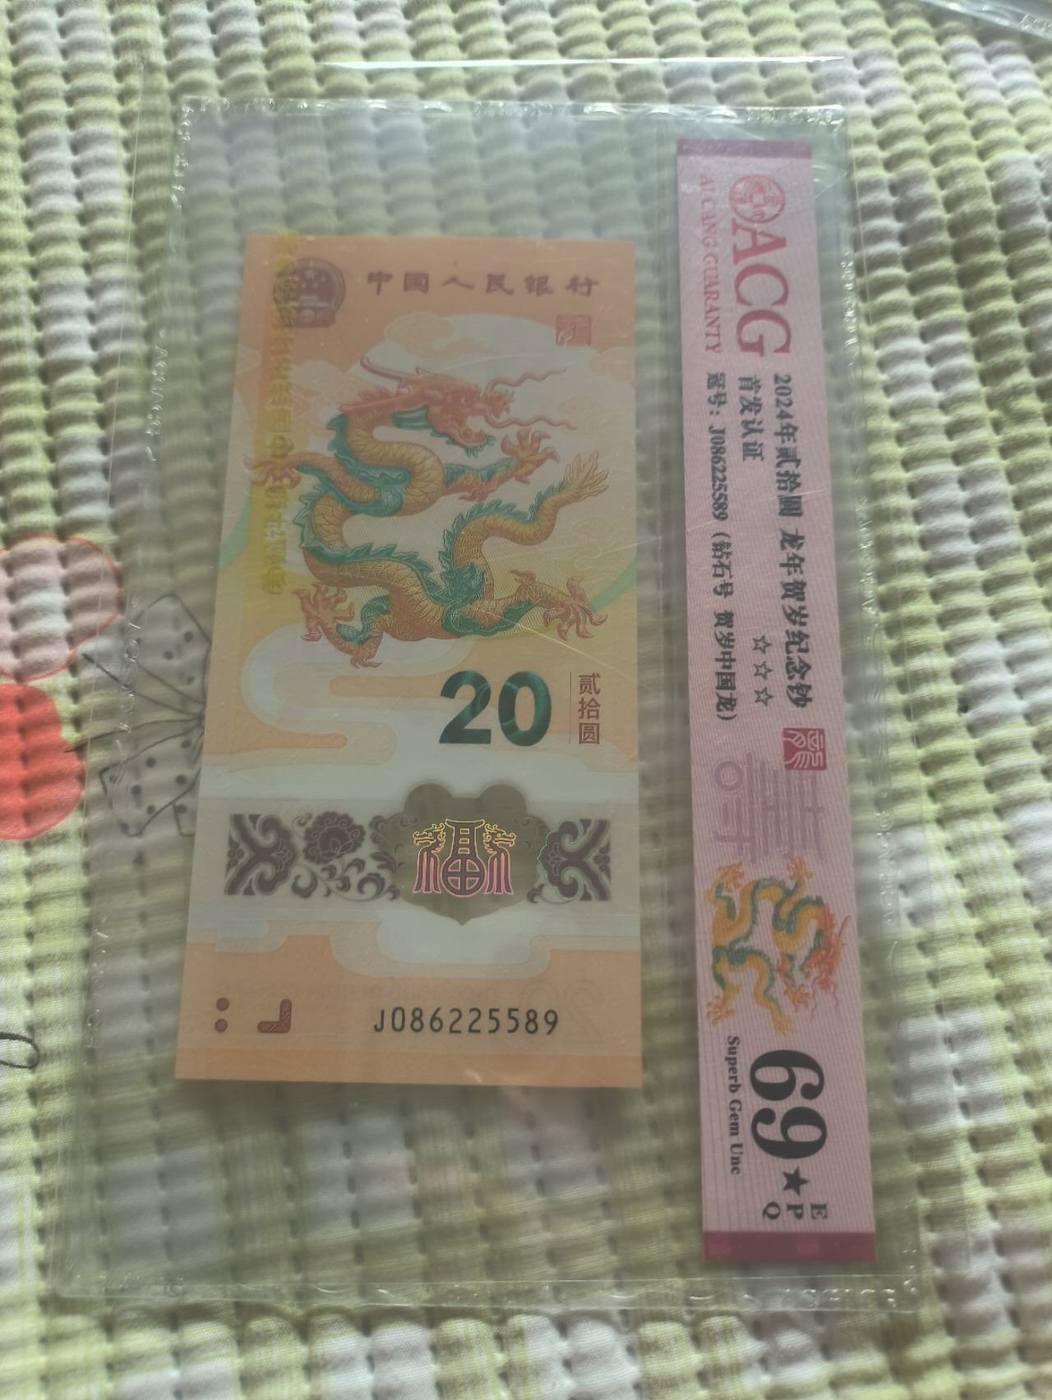 中国人民银行
20
贰拾圆
J086225589
ACG
AI CANG GUARANTY
2024年贰拾圆 龙年贺岁纪念钞
首发认证 ☆☆☆
冠号: J086225589 (钻石号 贺岁中国龙)
69★
EPQ
Superb Gem Unc